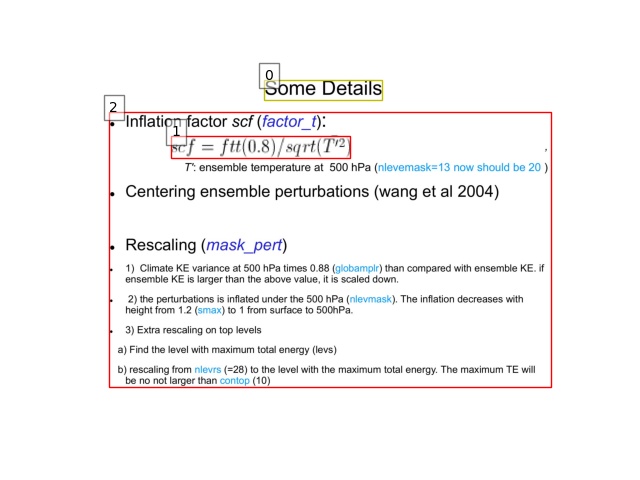 0
Some Details
2
• Inflation factor scf (factor_t):
1
scf = ftt(0.8)/sqrt(T'2)
,
T': ensemble temperature at 500 hPa (nlevemask=13 now should be 20 )
• Centering ensemble perturbations (wang et al 2004)
• Rescaling (mask_pert)
• 1) Climate KE variance at 500 hPa times 0.88 (globamplr) than compared with ensemble KE. if
ensemble KE is larger than the above value, it is scaled down.
• 2) the perturbations is inflated under the 500 hPa (nlevmask). The inflation decreases with
height from 1.2 (smax) to 1 from surface to 500hPa.
• 3) Extra rescaling on top levels
a) Find the level with maximum total energy (levs)
b) rescaling from nlevrs (=28) to the level with the maximum total energy. The maximum TE will
be no not larger than contop (10)